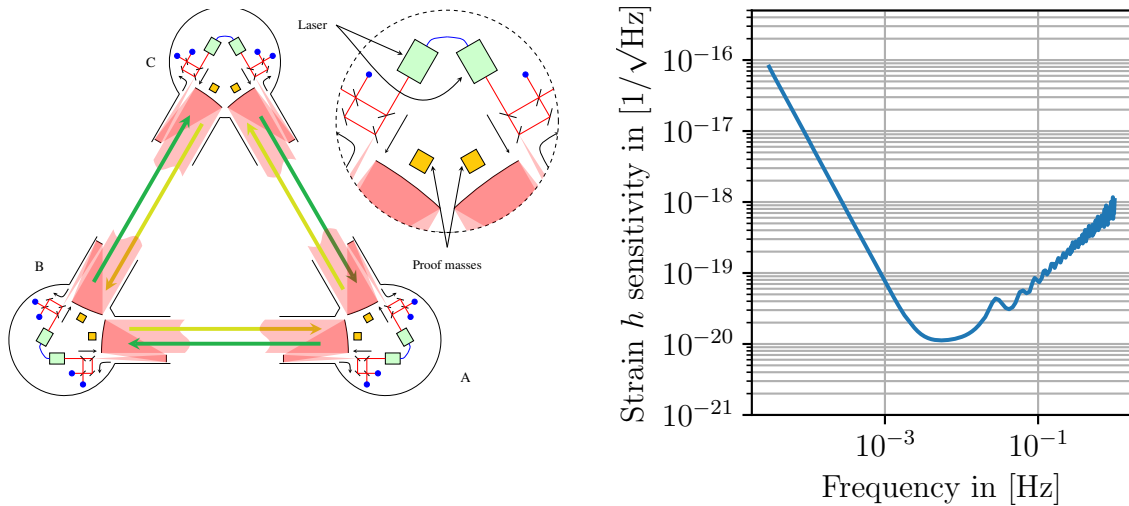 Laser
C
Proof masses
B
A
Strain h sensitivity in [1/√Hz]
10⁻¹⁶
10⁻¹⁷
10⁻¹⁸
10⁻¹⁹
10⁻²⁰
10⁻²¹
10⁻³
10⁻¹
Frequency in [Hz]